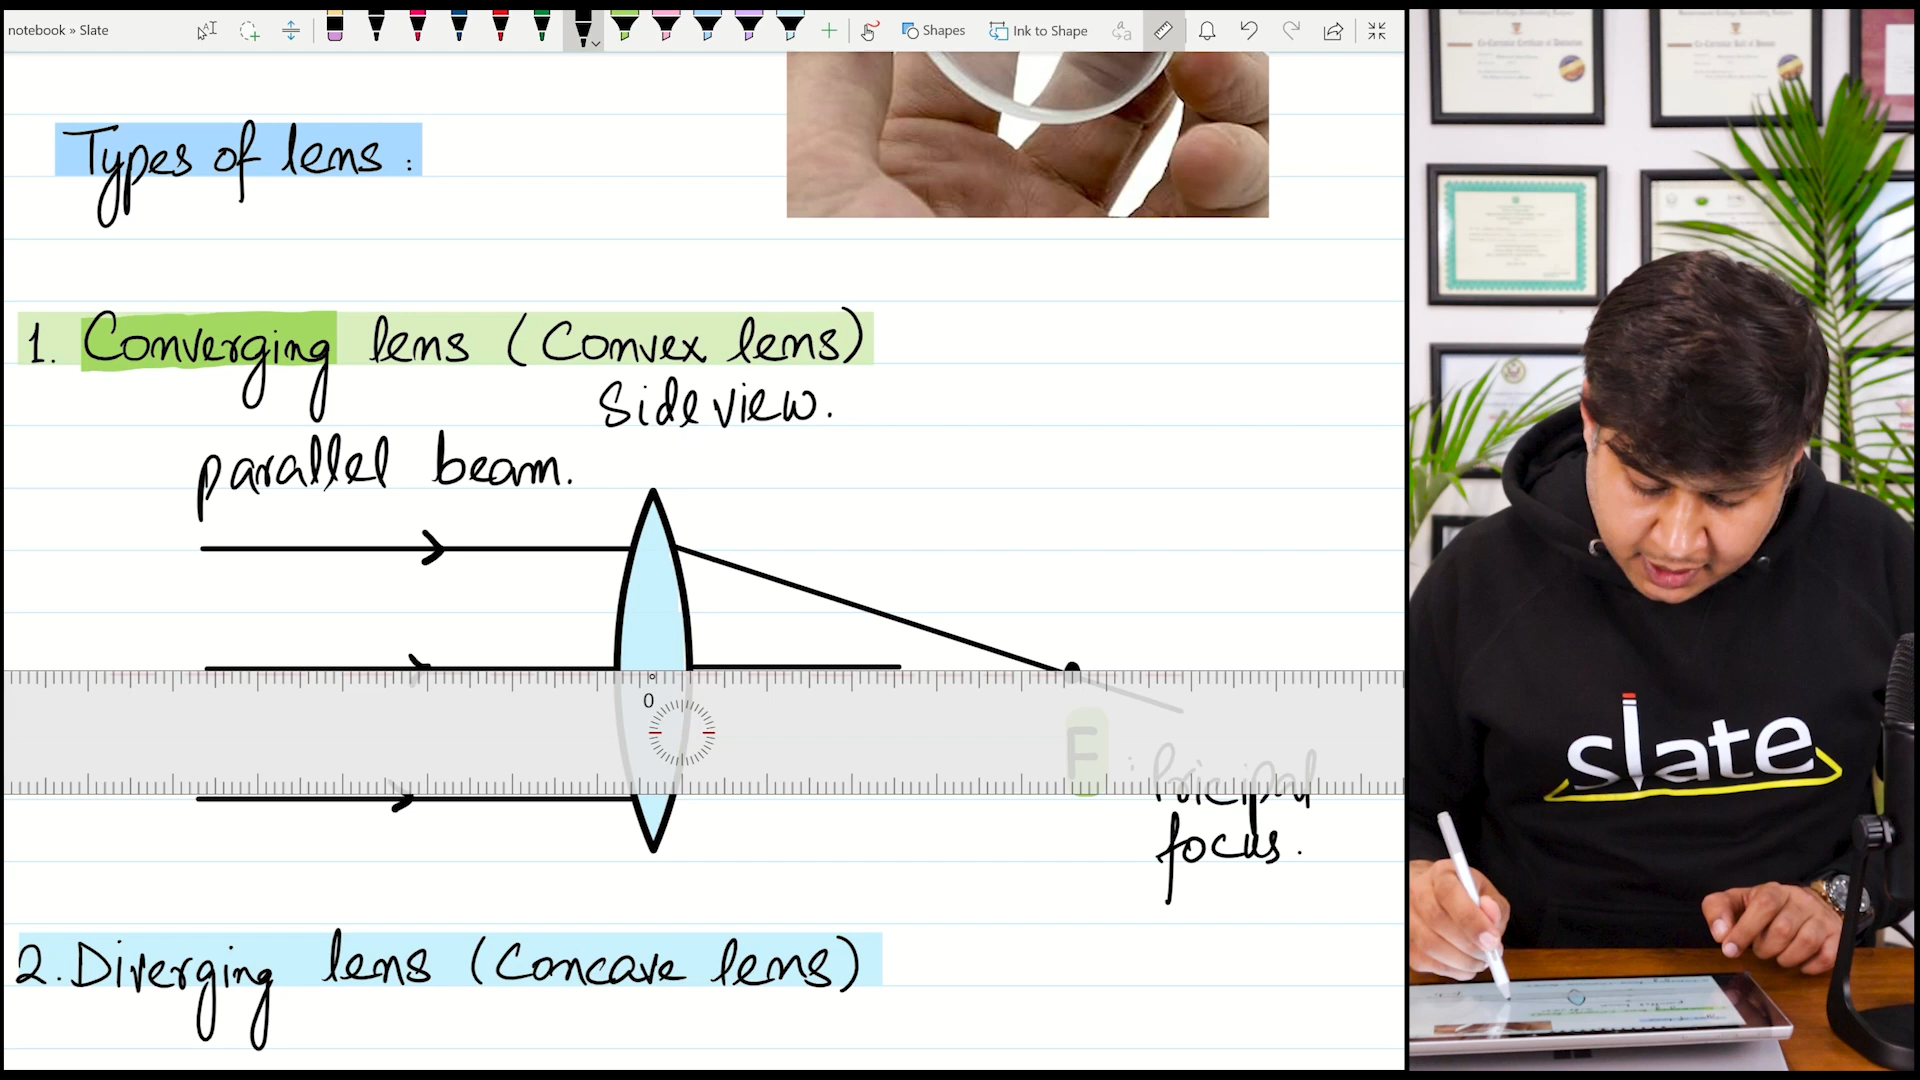 notebook » Slate
Shapes
Ink to Shape
Types of lens :
1. Converging lens (Convex lens)
Side view.
parallel beam.
0
F : Pricipal
focus.
2. Diverging lens (Concave lens)
slate